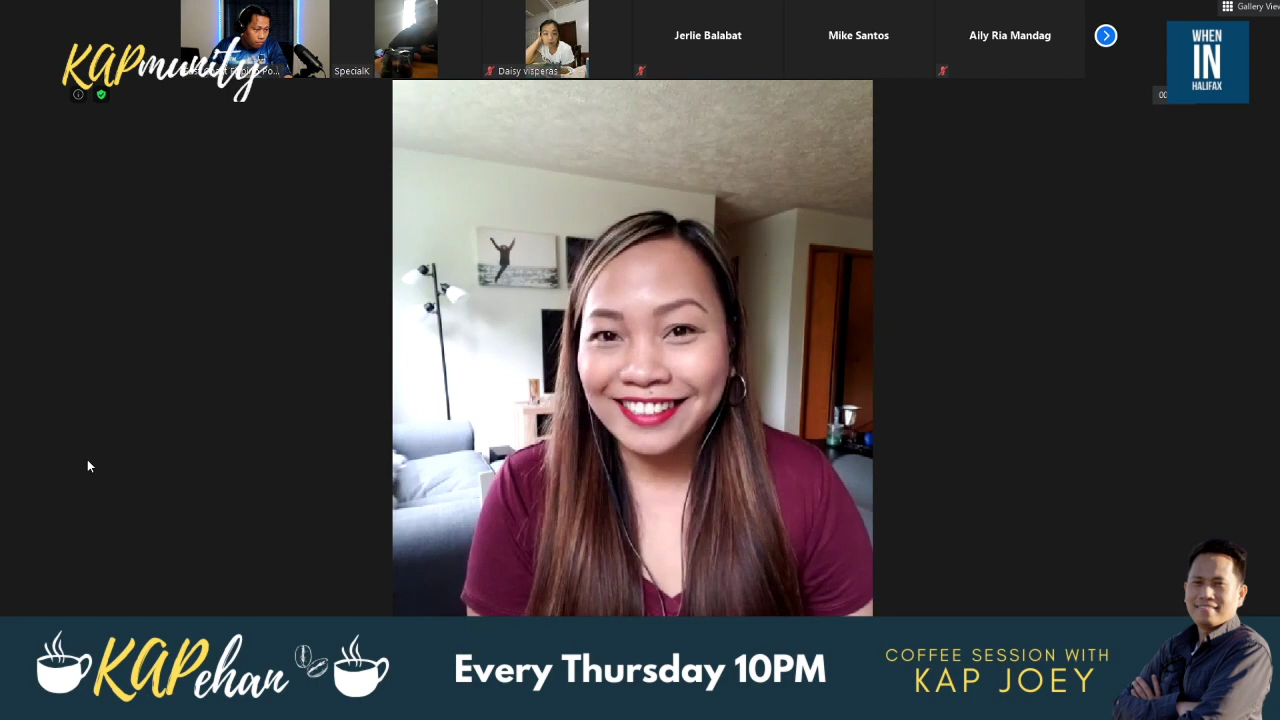 Gallery View
Jerlie Balabat
Mike Santos
Aily Ria Mandag
KAPmunity
SpecialK
Daisy visperas
WHEN
IN
HALIFAX
KAPehan
Every Thursday 10PM
COFFEE SESSION WITH
KAP JOEY